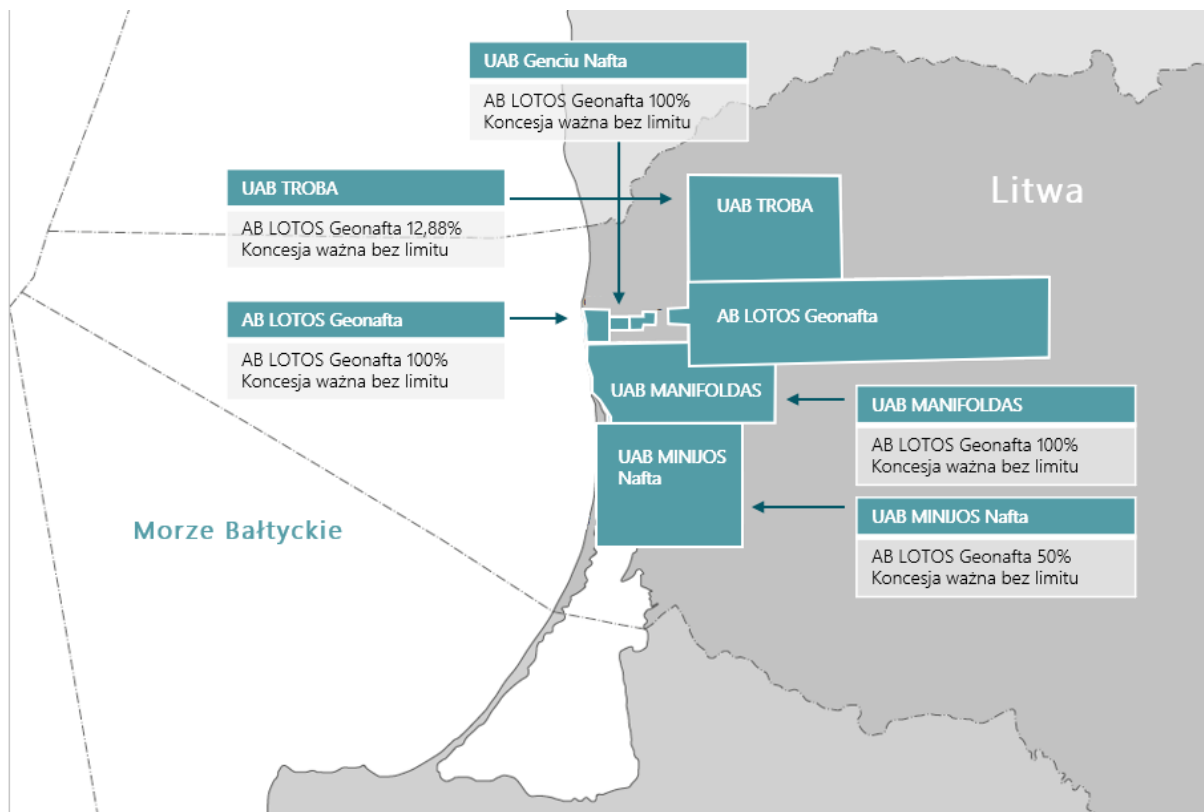 UAB Genciu Nafta
AB LOTOS Geonafta 100%
Koncesja ważna bez limitu
UAB TROBA
AB LOTOS Geonafta 12,88%
Koncesja ważna bez limitu
UAB TROBA
Litwa
AB LOTOS Geonafta
AB LOTOS Geonafta 100%
Koncesja ważna bez limitu
AB LOTOS Geonafta
UAB MANIFOLDAS
UAB MANIFOLDAS
AB LOTOS Geonafta 100%
Koncesja ważna bez limitu
UAB MINIJOS
Nafta
UAB MINIJOS Nafta
AB LOTOS Geonafta 50%
Koncesja ważna bez limitu
Morze Bałtyckie